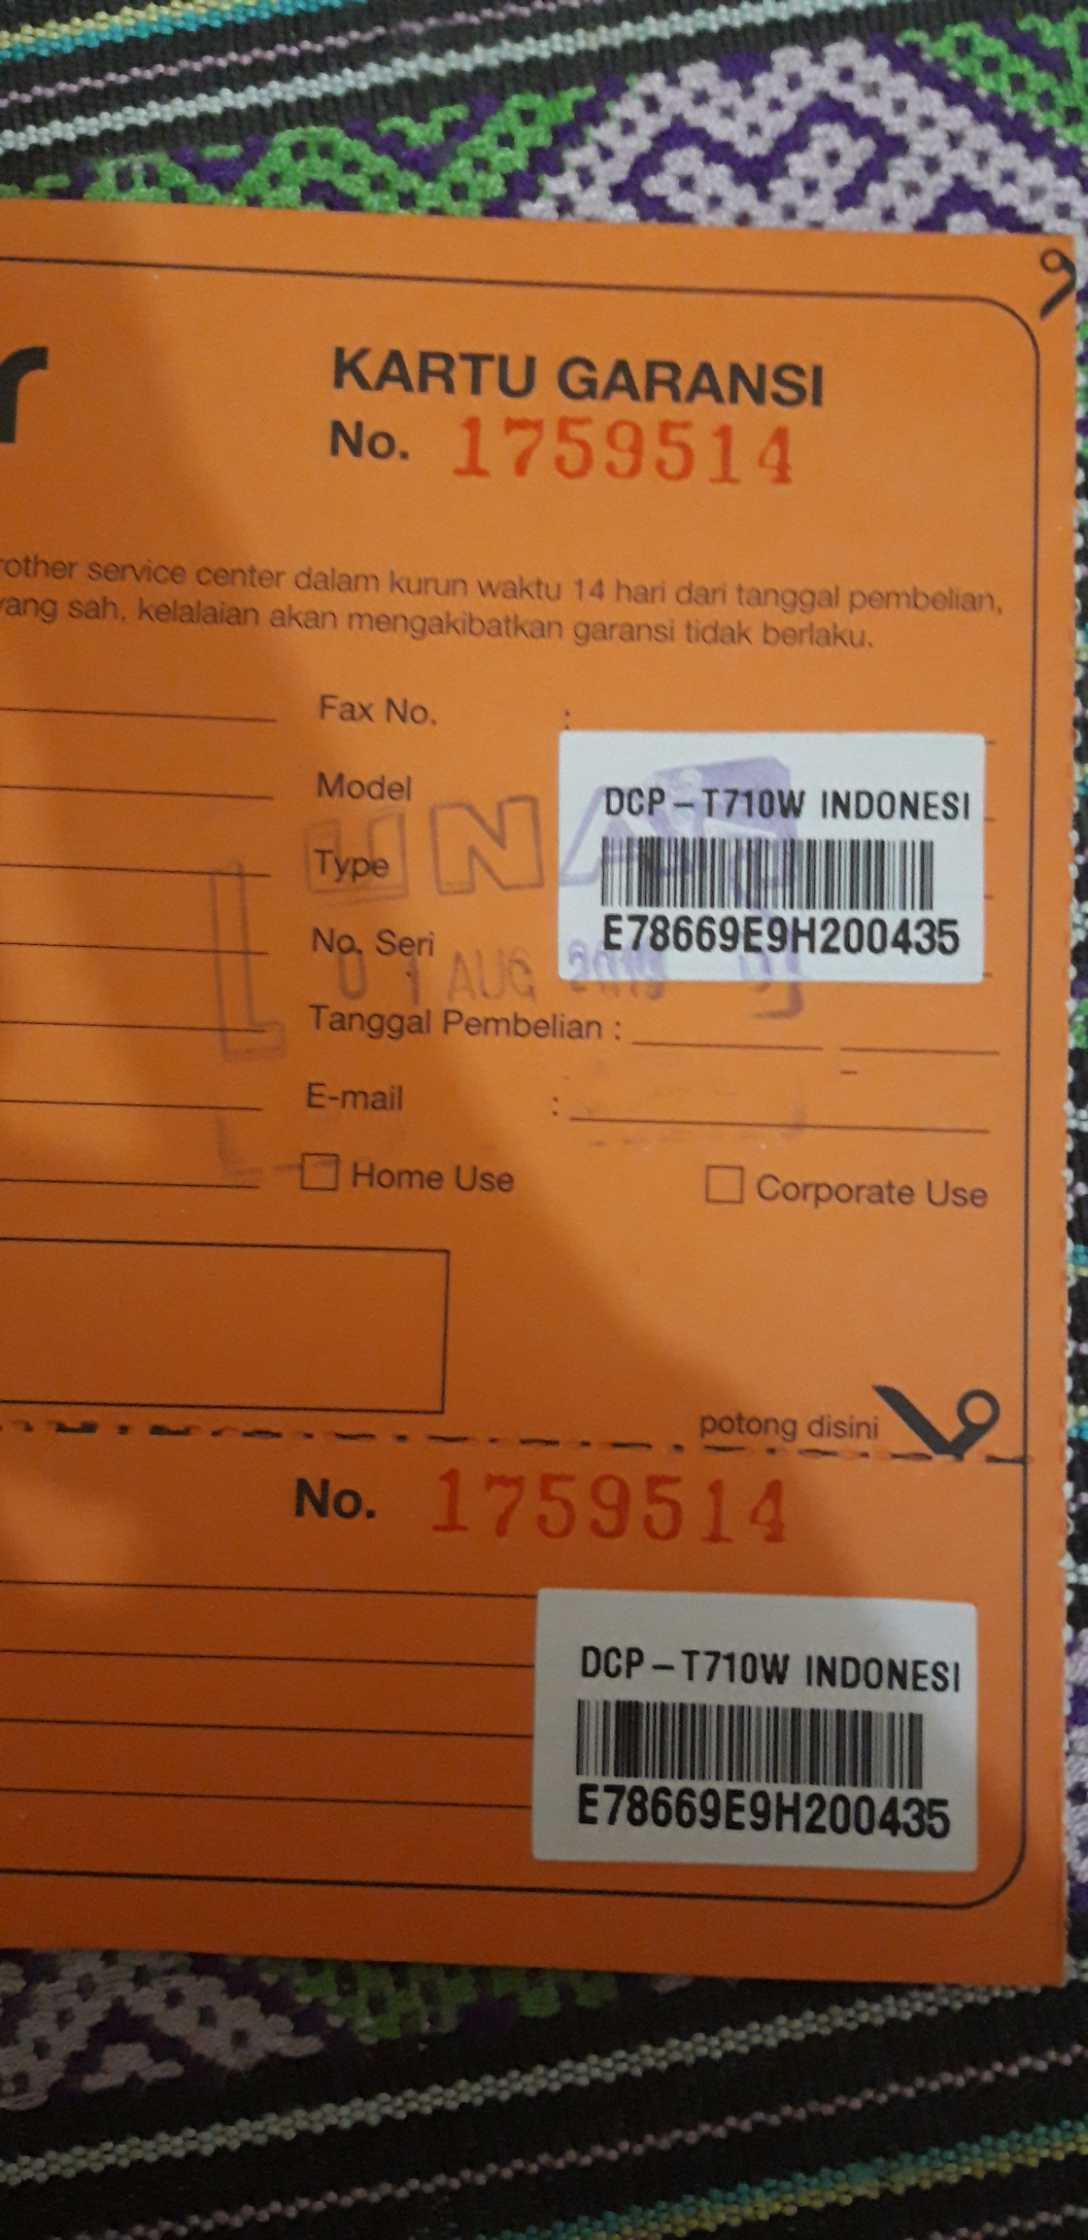 r
KARTU GARANSI
No. 1759514
rother service center dalam kurun waktu 14 hari dari tanggal pembelian,
yang sah, kelalaian akan mengakibatkan garansi tidak berlaku.
Fax No. :
Model
DCP-T710W INDONESI
Type
No. Seri
E78669E9H200435
01 AUG
Tanggal Pembelian :
E-mail :
Home Use
Corporate Use
potong disini
No. 1759514
DCP-T710W INDONESI
E78669E9H200435